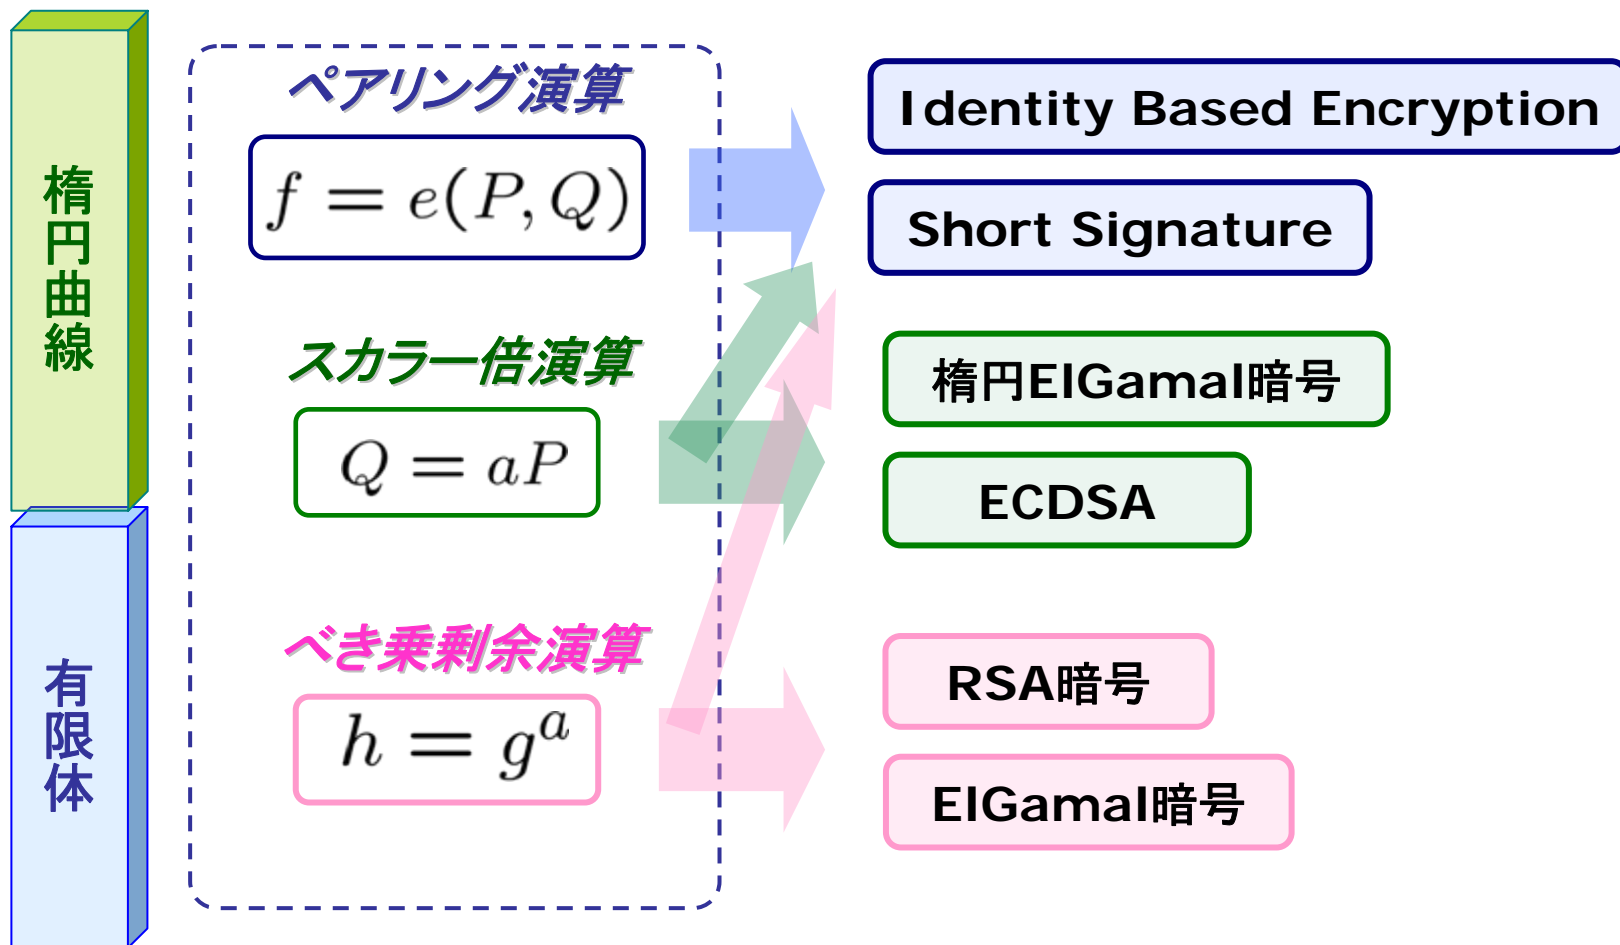 楕円曲線
有限体
ペアリング演算
f = e(P, Q)
スカラー倍演算
Q = aP
べき乗剰余演算
h = g^a
Identity Based Encryption
Short Signature
楕円ElGamal暗号
ECDSA
RSA暗号
ElGamal暗号